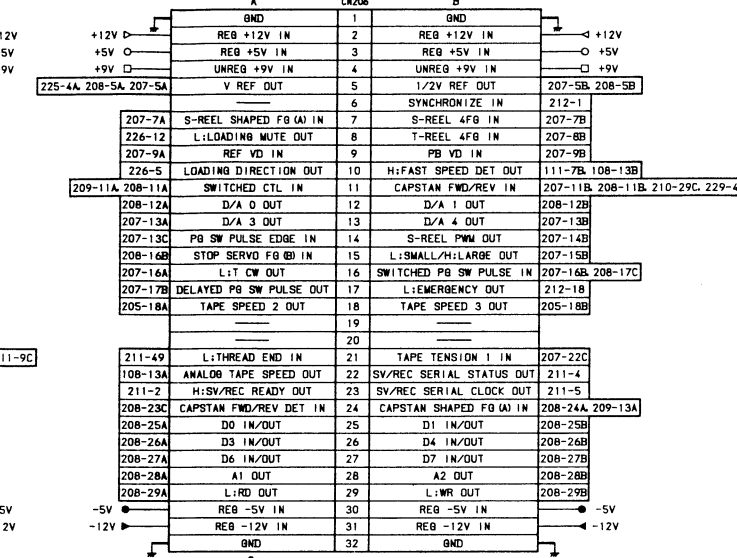 A CN206 B
GND 1 GND
12V +12V REG +12V IN 2 REG +12V IN +12V
5V +5V REG +5V IN 3 REG +5V IN +5V
9V +9V UNREG +9V IN 4 UNREG +9V IN +9V
225-4A, 208-5A, 207-5A V REF OUT 5 1/2V REF OUT 207-5B, 208-5B
6 SYNCHRONIZE IN 212-1
207-7A S-REEL SHAPED FG (A) IN 7 S-REEL 4FG IN 207-7B
226-12 L:LOADING MUTE OUT 8 T-REEL 4FG IN 207-8B
207-9A REF VD IN 9 PB VD IN 207-9B
226-5 LOADING DIRECTION OUT 10 H:FAST SPEED DET OUT 111-7B, 108-13B
209-11A, 208-11A SWITCHED CTL IN 11 CAPSTAN FWD/REV IN 207-11B, 208-11B, 210-29C, 229-4
208-12A D/A 0 OUT 12 D/A 1 OUT 208-12B
207-13A D/A 3 OUT 13 D/A 4 OUT 207-13B
207-13C PG SW PULSE EDGE IN 14 S-REEL PWM OUT 207-14B
208-16B STOP SERVO FG (B) IN 15 L:SMALL/H:LARGE OUT 207-15B
207-16A L:T CW OUT 16 SWITCHED PG SW PULSE IN 207-16B, 208-17C
207-17B DELAYED PG SW PULSE OUT 17 L:EMERGENCY OUT 212-18
205-18A TAPE SPEED 2 OUT 18 TAPE SPEED 3 OUT 205-18B
19
20
11-9C 211-49 L:THREAD END IN 21 TAPE TENSION 1 IN 207-22C
108-13A ANALOG TAPE SPEED OUT 22 SV/REC SERIAL STATUS OUT 211-4
211-2 H:SV/REC READY OUT 23 SV/REC SERIAL CLOCK OUT 211-5
208-23C CAPSTAN FWD/REV DET IN 24 CAPSTAN SHAPED FG (A) IN 208-24A, 209-13A
208-25A D0 IN/OUT 25 D1 IN/OUT 208-25B
208-26A D3 IN/OUT 26 D4 IN/OUT 208-26B
208-27A D6 IN/OUT 27 D7 IN/OUT 208-27B
208-28A A1 OUT 28 A2 OUT 208-28B
208-29A L:RD OUT 29 L:WR OUT 208-29B
5V -5V REG -5V IN 30 REG -5V IN -5V
2V -12V REG -12V IN 31 REG -12V IN -12V
GND 32 GND